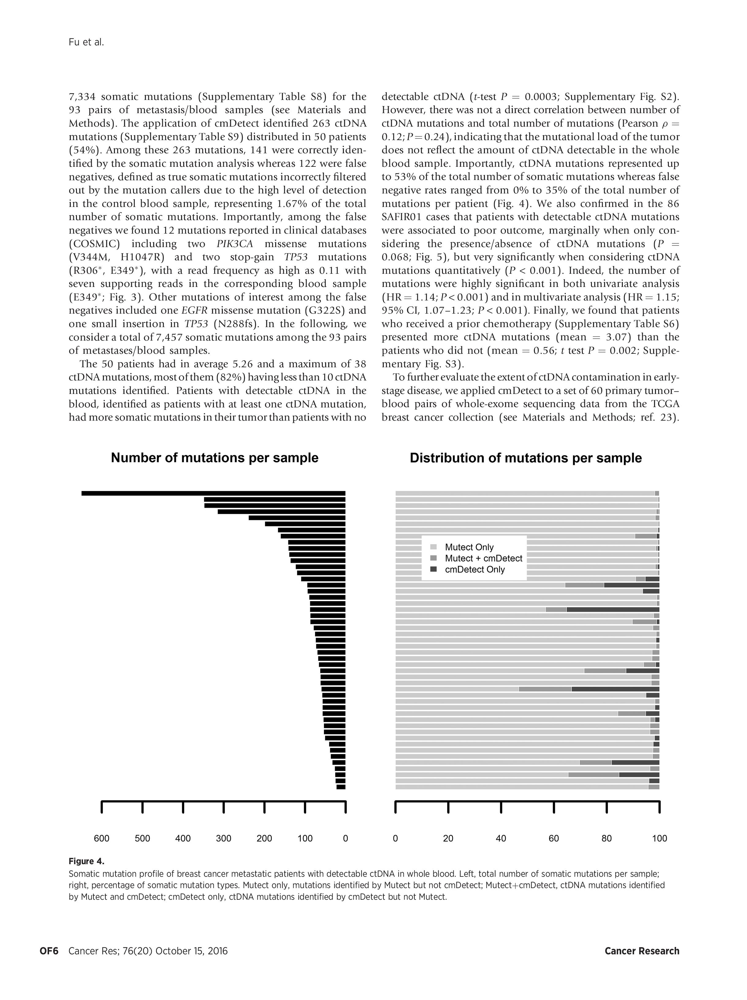 Fu et al.
7,334 somatic mutations (Supplementary Table S8) for the
93 pairs of metastasis/blood samples (see Materials and
Methods). The application of cmDetect identified 263 ctDNA
mutations (Supplementary Table S9) distributed in 50 patients
(54%). Among these 263 mutations, 141 were correctly iden-
tified by the somatic mutation analysis whereas 122 were false
negatives, defined as true somatic mutations incorrectly filtered
out by the mutation callers due to the high level of detection
in the control blood sample, representing 1.67% of the total
number of somatic mutations. Importantly, among the false
negatives we found 12 mutations reported in clinical databases
(COSMIC) including two PIK3CA missense mutations
(V344M, H1047R) and two stop-gain TP53 mutations
(R306*, E349*), with a read frequency as high as 0.11 with
seven supporting reads in the corresponding blood sample
(E349*; Fig. 3). Other mutations of interest among the false
negatives included one EGFR missense mutation (G322S) and
one small insertion in TP53 (N288fs). In the following, we
consider a total of 7,457 somatic mutations among the 93 pairs
of metastases/blood samples.
The 50 patients had in average 5.26 and a maximum of 38
ctDNA mutations, most of them (82%) having less than 10 ctDNA
mutations identified. Patients with detectable ctDNA in the
blood, identified as patients with at least one ctDNA mutation,
had more somatic mutations in their tumor than patients with no
detectable ctDNA (t-test P = 0.0003; Supplementary Fig. S2).
However, there was not a direct correlation between number of
ctDNA mutations and total number of mutations (Pearson ρ =
0.12; P = 0.24), indicating that the mutational load of the tumor
does not reflect the amount of ctDNA detectable in the whole
blood sample. Importantly, ctDNA mutations represented up
to 53% of the total number of somatic mutations whereas false
negative rates ranged from 0% to 35% of the total number of
mutations per patient (Fig. 4). We also confirmed in the 86
SAFIR01 cases that patients with detectable ctDNA mutations
were associated to poor outcome, marginally when only con-
sidering the presence/absence of ctDNA mutations (P =
0.068; Fig. 5), but very significantly when considering ctDNA
mutations quantitatively (P < 0.001). Indeed, the number of
mutations were highly significant in both univariate analysis
(HR = 1.14; P < 0.001) and in multivariate analysis (HR = 1.15;
95% CI, 1.07–1.23; P < 0.001). Finally, we found that patients
who received a prior chemotherapy (Supplementary Table S6)
presented more ctDNA mutations (mean = 3.07) than the
patients who did not (mean = 0.56; t test P = 0.002; Supple-
mentary Fig. S3).
To further evaluate the extent of ctDNA contamination in early-
stage disease, we applied cmDetect to a set of 60 primary tumor–
blood pairs of whole-exome sequencing data from the TCGA
breast cancer collection (see Materials and Methods; ref. 23).
Number of mutations per sample
600 500 400 300 200 100 0
Distribution of mutations per sample
Mutect Only
Mutect + cmDetect
cmDetect Only
0 20 40 60 80 100
Figure 4.
Somatic mutation profile of breast cancer metastatic patients with detectable ctDNA in whole blood. Left, total number of somatic mutations per sample;
right, percentage of somatic mutation types. Mutect only, mutations identified by Mutect but not cmDetect; Mutect+cmDetect, ctDNA mutations identified
by Mutect and cmDetect; cmDetect only, ctDNA mutations identified by cmDetect but not Mutect.
OF6 Cancer Res; 76(20) October 15, 2016
Cancer Research